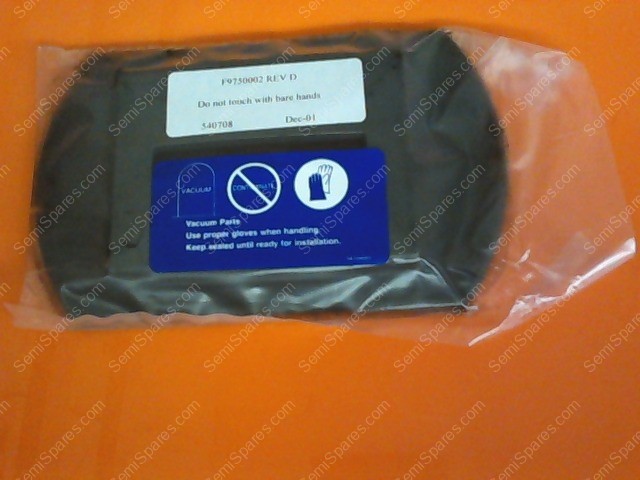 F9750002 REV D
Do not touch with bare hands
540708 Dec-01
VACUUM
CONTAMINATE
Vacuum Parts
Use proper gloves when handling.
Keep sealed until ready for installation.
SemiSpares.com